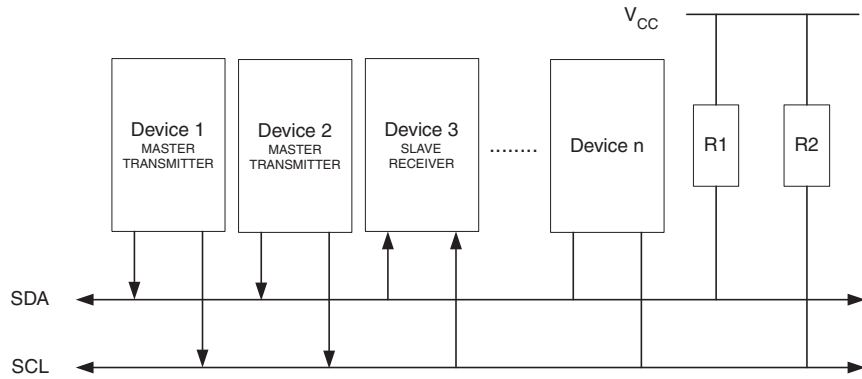 V_CC
Device 1
MASTER
TRANSMITTER
Device 2
MASTER
TRANSMITTER
Device 3
SLAVE
RECEIVER
........
Device n
R1
R2
SDA
SCL